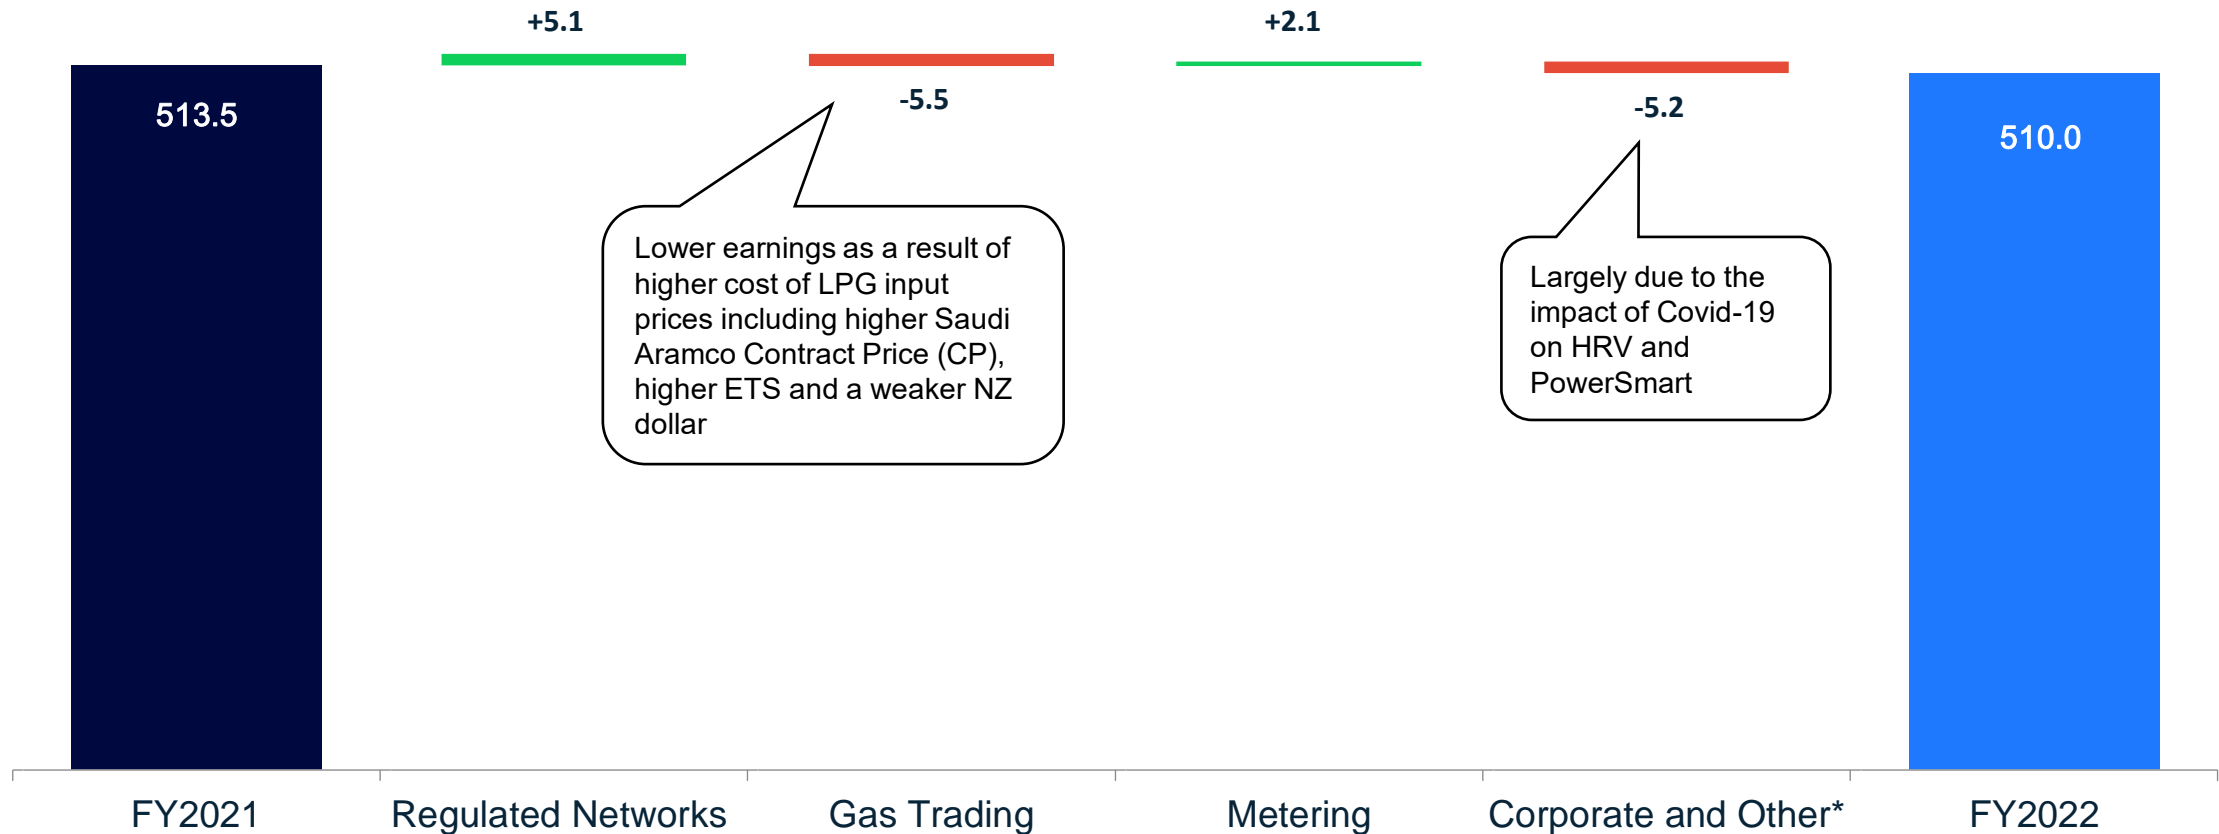 +5.1
+2.1
513.5
-5.5
-5.2
510.0
Lower earnings as a result of
higher cost of LPG input
prices including higher Saudi
Aramco Contract Price (CP),
higher ETS and a weaker NZ
dollar
Largely due to the
impact of Covid-19
on HRV and
PowerSmart
FY2021
Regulated Networks
Gas Trading
Metering
Corporate and Other*
FY2022